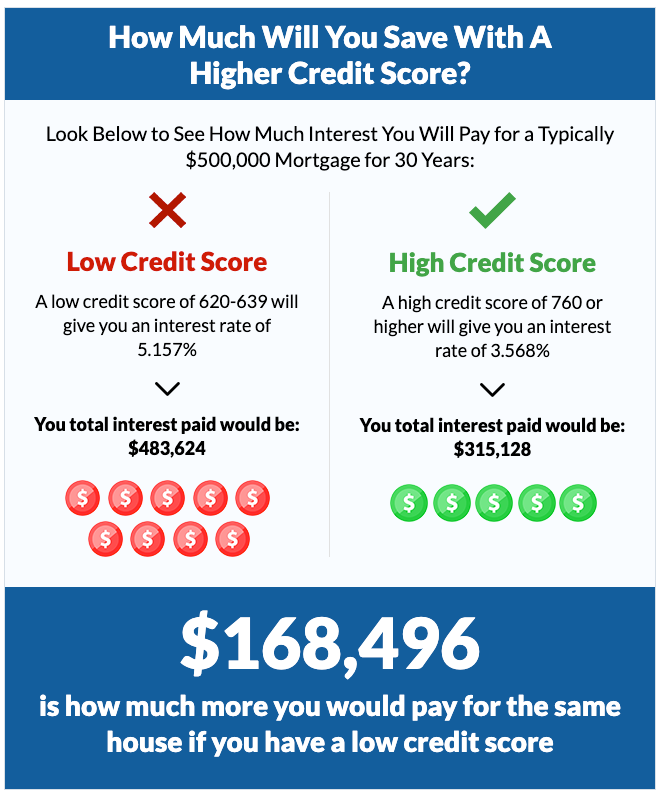 How Much Will You Save With A
Higher Credit Score?
Look Below to See How Much Interest You Will Pay for a Typically
$500,000 Mortgage for 30 Years:
Low Credit Score
A low credit score of 620-639 will
give you an interest rate of
5.157%
You total interest paid would be:
$483,624
$ $ $ $ $
$ $ $ $
High Credit Score
A high credit score of 760 or
higher will give you an interest
rate of 3.568%
You total interest paid would be:
$315,128
$ $ $ $ $
$168,496
is how much more you would pay for the same
house if you have a low credit score